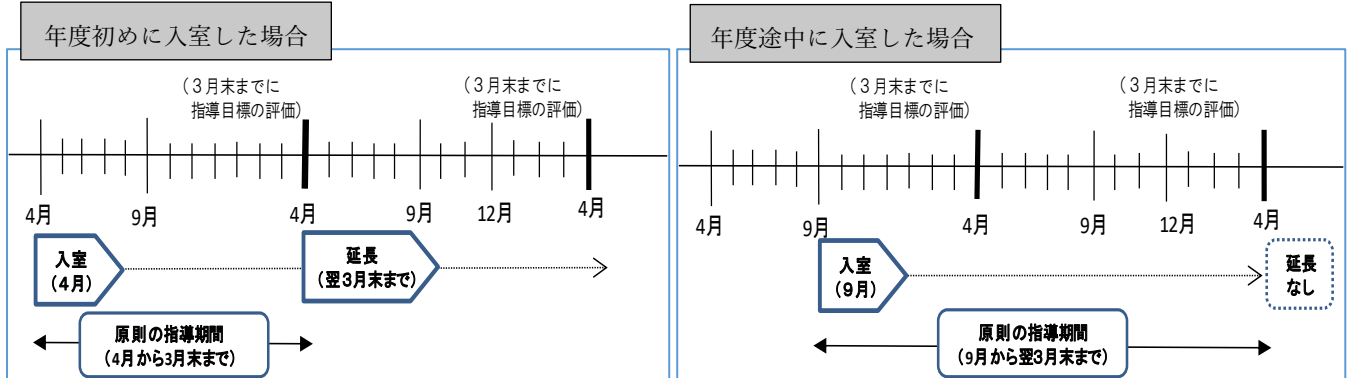 年度初めに入室した場合
(3月末までに
指導目標の評価)
(3月末までに
指導目標の評価)
4月
9月
4月
9月
12月
4月
入室
(4月)
延長
(翌3月末まで)
原則の指導期間
(4月から3月末まで)
年度途中に入室した場合
(3月末までに
指導目標の評価)
(3月末までに
指導目標の評価)
4月
9月
4月
9月
12月
4月
入室
(9月)
延長
なし
原則の指導期間
(9月から翌3月末まで)